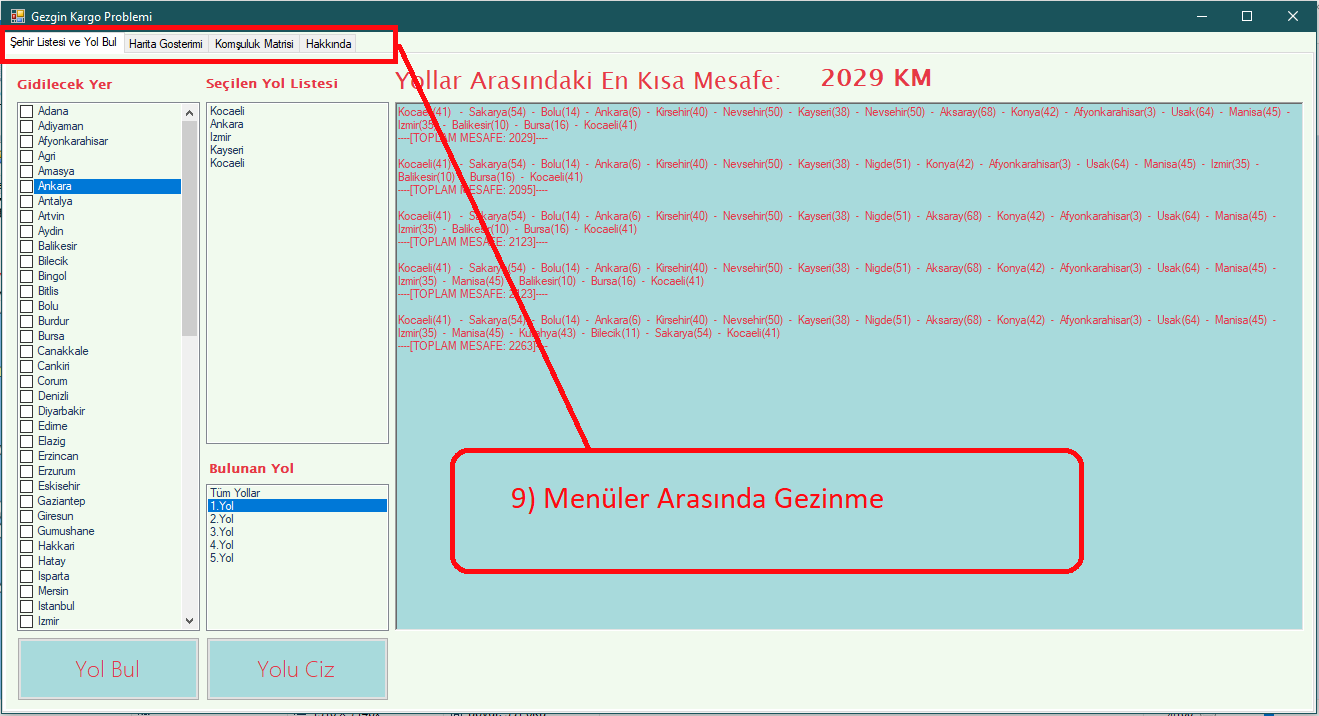 Gezgin Kargo Problemi
Şehir Listesi ve Yol Bul
Harita Gosterimi
Komşuluk Matrisi
Hakkında
Gidilecek Yer
Adana
Adiyaman
Afyonkarahisar
Agri
Amasya
Ankara
Antalya
Artvin
Aydin
Balikesir
Bilecik
Bingol
Bitlis
Bolu
Burdur
Bursa
Canakkale
Cankiri
Corum
Denizli
Diyarbakir
Edirne
Elazig
Erzincan
Erzurum
Eskisehir
Gaziantep
Giresun
Gumushane
Hakkari
Hatay
Isparta
Mersin
Istanbul
Izmir
Yol Bul
Seçilen Yol Listesi
Kocaeli
Ankara
Izmir
Kayseri
Kocaeli
Bulunan Yol
Tüm Yollar
1.Yol
2.Yol
3.Yol
4.Yol
5.Yol
Yolu Ciz
Yollar Arasındaki En Kısa Mesafe: 2029 KM
Kocaeli(41) - Sakarya(54) - Bolu(14) - Ankara(6) - Kirsehir(40) - Nevsehir(50) - Kayseri(38) - Nevsehir(50) - Aksaray(68) - Konya(42) - Afyonkarahisar(3) - Usak(64) - Manisa(45) -
Izmir(35) - Balikesir(10) - Bursa(16) - Kocaeli(41)
----[TOPLAM MESAFE: 2029]----
Kocaeli(41) - Sakarya(54) - Bolu(14) - Ankara(6) - Kirsehir(40) - Nevsehir(50) - Kayseri(38) - Nigde(51) - Konya(42) - Afyonkarahisar(3) - Usak(64) - Manisa(45) - Izmir(35) -
Balikesir(10) - Bursa(16) - Kocaeli(41)
----[TOPLAM MESAFE: 2095]----
Kocaeli(41) - Sakarya(54) - Bolu(14) - Ankara(6) - Kirsehir(40) - Nevsehir(50) - Kayseri(38) - Nigde(51) - Aksaray(68) - Konya(42) - Afyonkarahisar(3) - Usak(64) - Manisa(45) -
Izmir(35) - Balikesir(10) - Bursa(16) - Kocaeli(41)
----[TOPLAM MESAFE: 2123]----
Kocaeli(41) - Sakarya(54) - Bolu(14) - Ankara(6) - Kirsehir(40) - Nevsehir(50) - Kayseri(38) - Nigde(51) - Aksaray(68) - Konya(42) - Afyonkarahisar(3) - Usak(64) - Manisa(45) -
Izmir(35) - Manisa(45) - Balikesir(10) - Bursa(16) - Kocaeli(41)
----[TOPLAM MESAFE: 2123]----
Kocaeli(41) - Sakarya(54) - Bolu(14) - Ankara(6) - Kirsehir(40) - Nevsehir(50) - Kayseri(38) - Nigde(51) - Aksaray(68) - Konya(42) - Afyonkarahisar(3) - Usak(64) - Manisa(45) -
Izmir(35) - Manisa(45) - Kutahya(43) - Bilecik(11) - Sakarya(54) - Kocaeli(41)
----[TOPLAM MESAFE: 2263]----
9) Menüler Arasında Gezinme